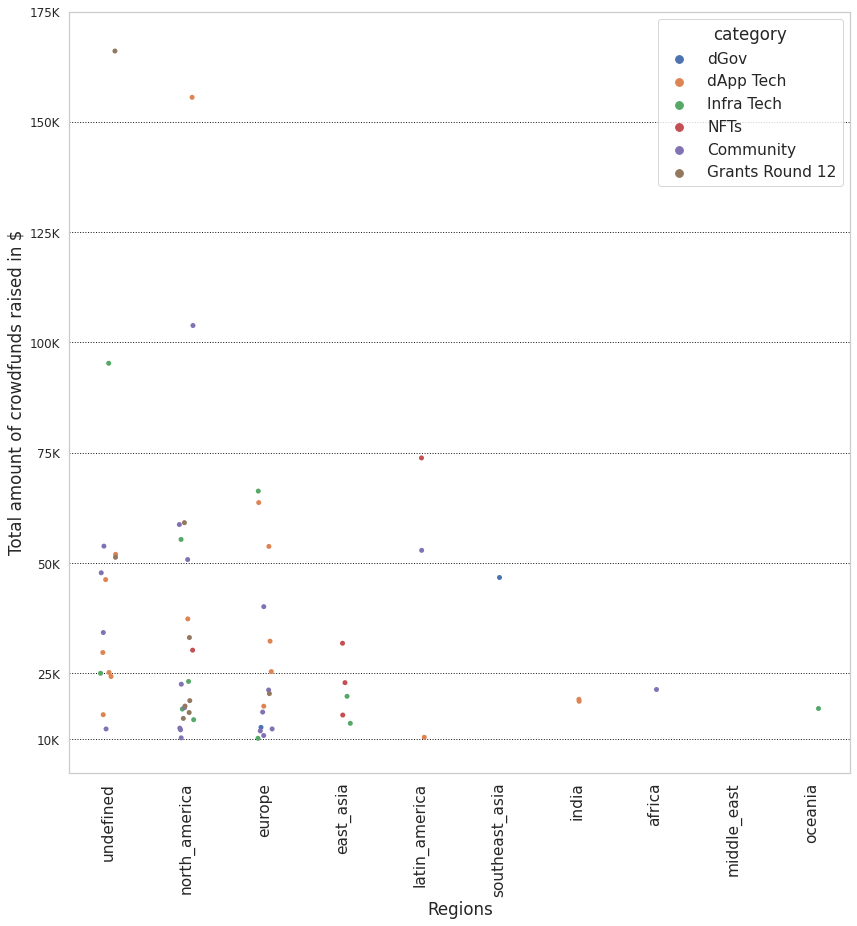 175K
150K
125K
100K
75K
50K
25K
10K
Total amount of crowdfunds raised in $
category
dGov
dApp Tech
Infra Tech
NFTs
Community
Grants Round 12
undefined
north_america
europe
east_asia
latin_america
southeast_asia
india
africa
middle_east
oceania
Regions